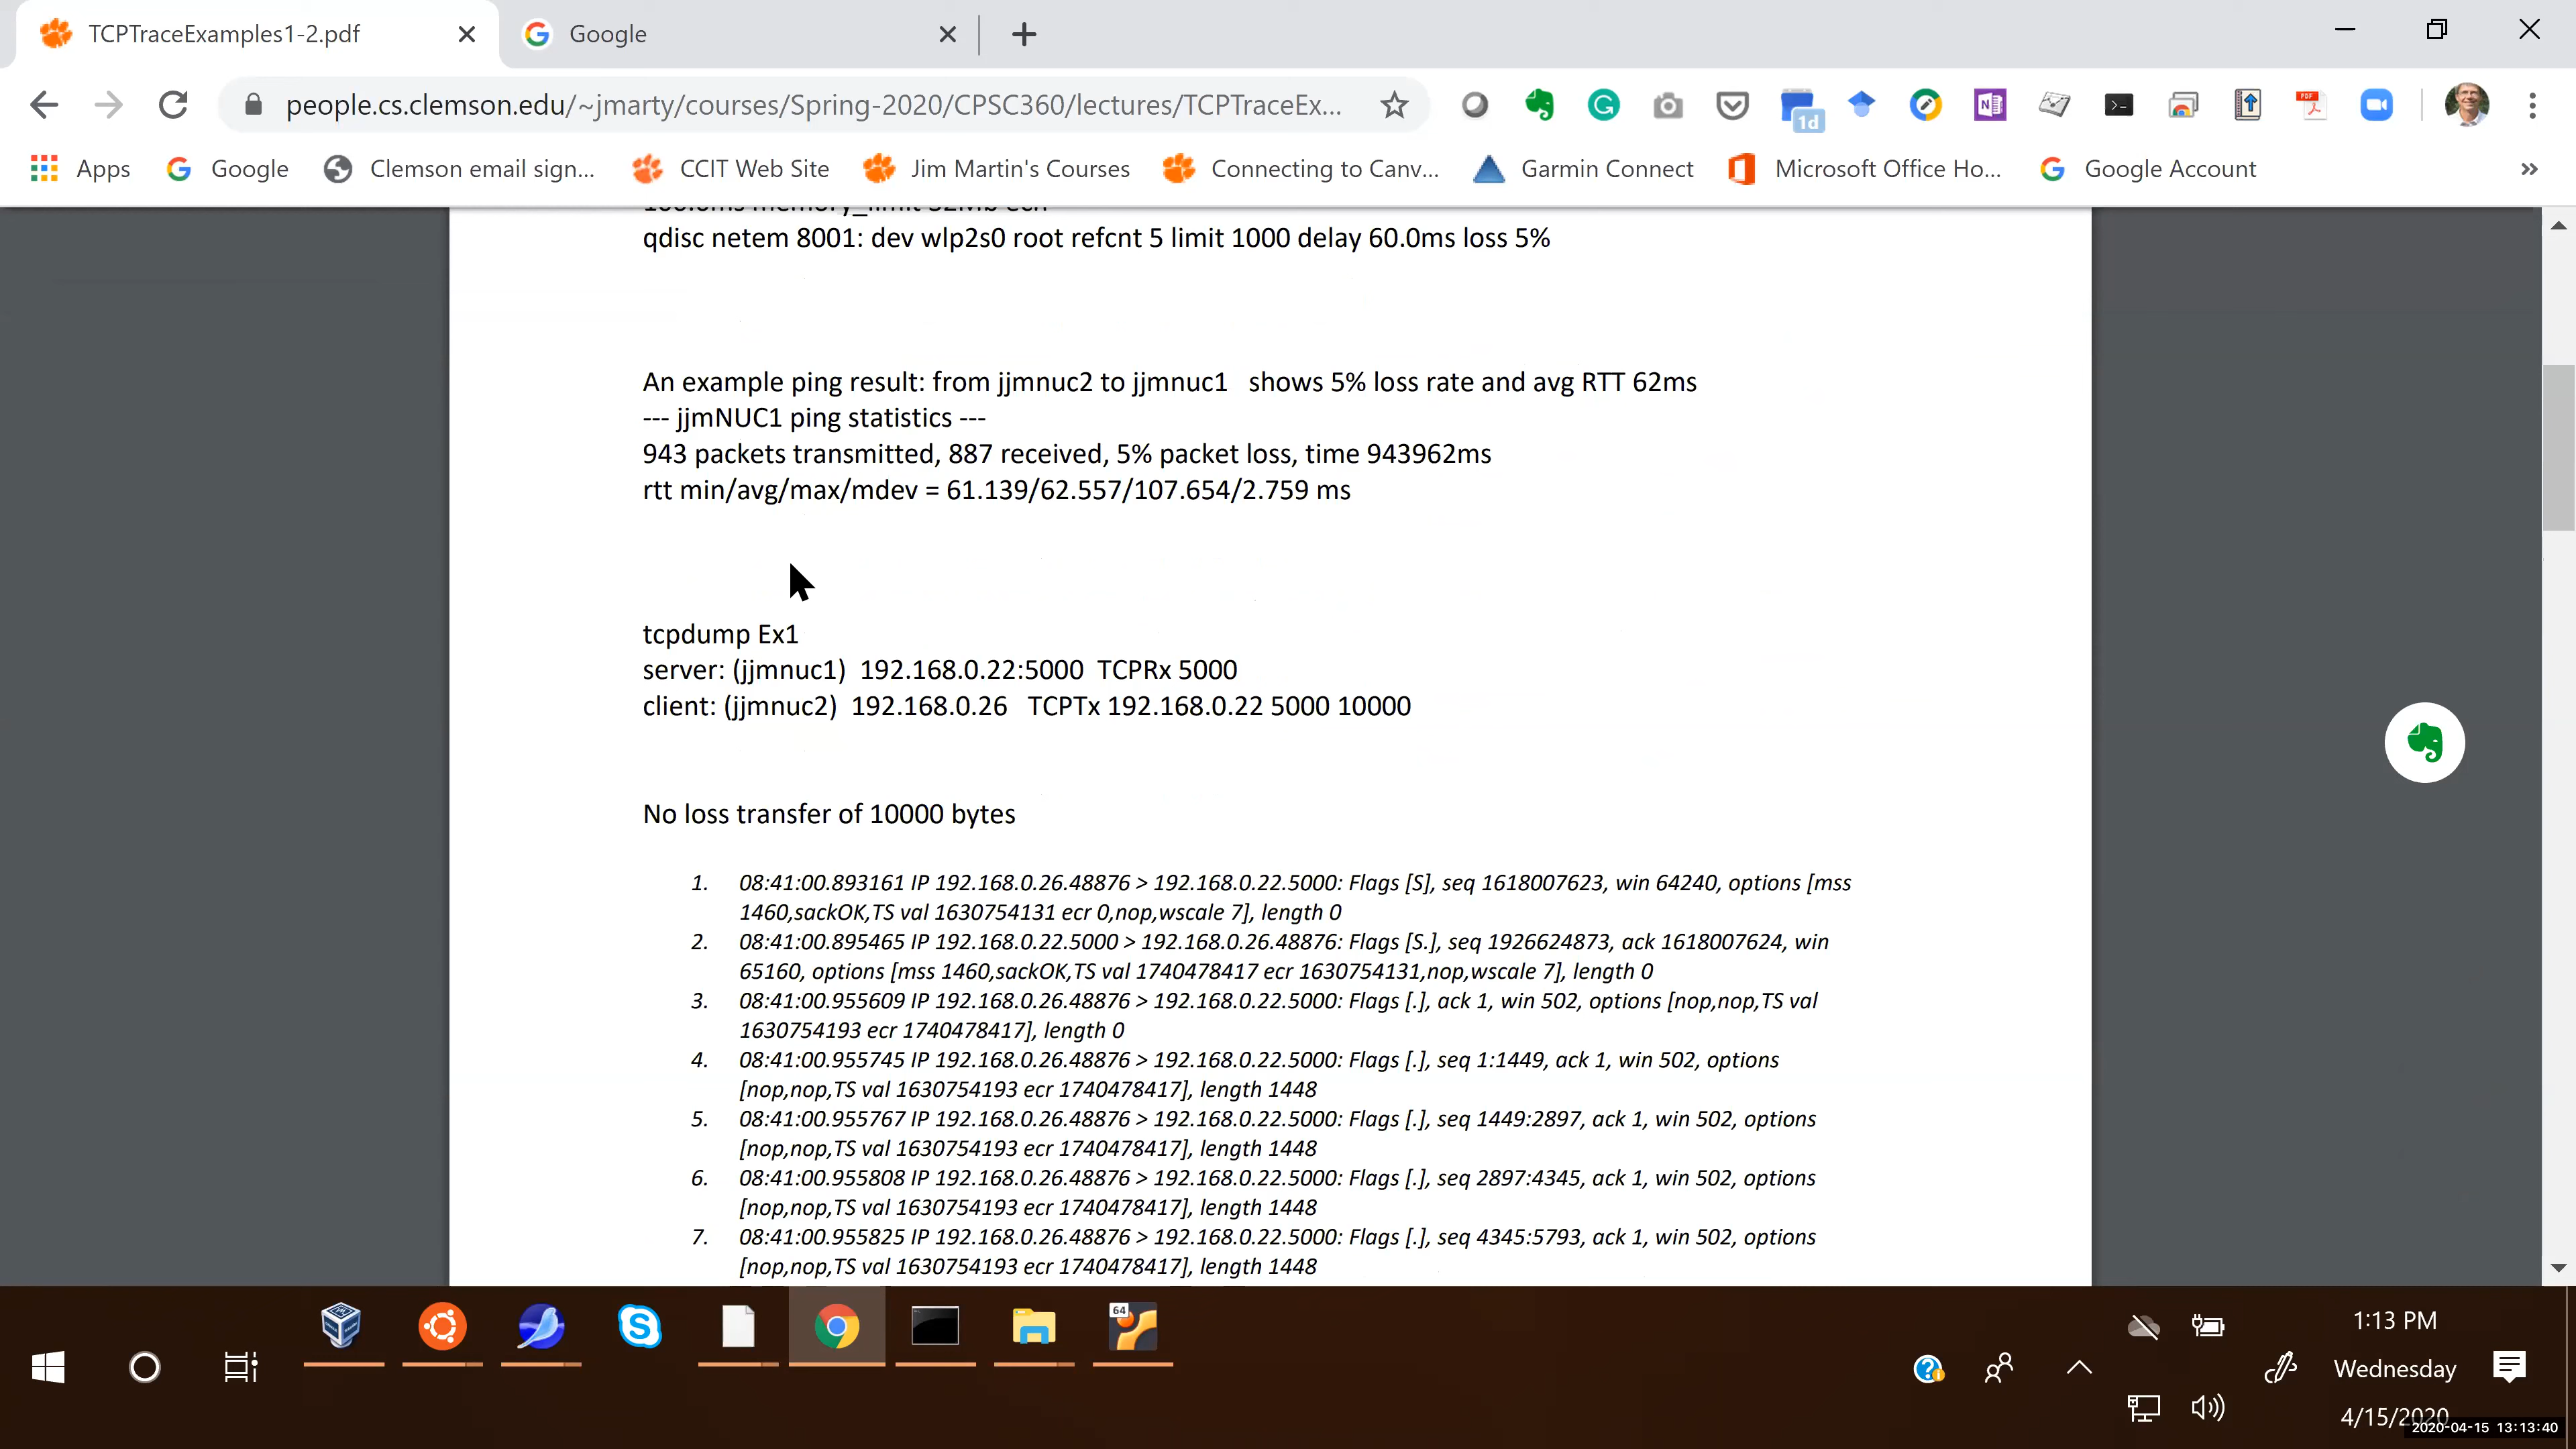 TCPTraceExamples1-2.pdf
Google
people.cs.clemson.edu/~jmarty/courses/Spring-2020/CPSC360/lectures/TCPTraceEx...
1d
PDF
Apps
Google
Clemson email sign...
CCIT Web Site
Jim Martin's Courses
Connecting to Canv...
Garmin Connect
Microsoft Office Ho...
Google Account
»
qdisc netem 8001: dev wlp2s0 root refcnt 5 limit 1000 delay 60.0ms loss 5%
An example ping result: from jjmnuc2 to jjmnuc1 shows 5% loss rate and avg RTT 62ms
--- jjmNUC1 ping statistics ---
943 packets transmitted, 887 received, 5% packet loss, time 943962ms
rtt min/avg/max/mdev = 61.139/62.557/107.654/2.759 ms
tcpdump Ex1
server: (jjmnuc1) 192.168.0.22:5000 TCPRx 5000
client: (jjmnuc2) 192.168.0.26 TCPTx 192.168.0.22 5000 10000
No loss transfer of 10000 bytes
1. 08:41:00.893161 IP 192.168.0.26.48876 > 192.168.0.22.5000: Flags [S], seq 1618007623, win 64240, options [mss
1460,sackOK,TS val 1630754131 ecr 0,nop,wscale 7], length 0
2. 08:41:00.895465 IP 192.168.0.22.5000 > 192.168.0.26.48876: Flags [S.], seq 1926624873, ack 1618007624, win
65160, options [mss 1460,sackOK,TS val 1740478417 ecr 1630754131,nop,wscale 7], length 0
3. 08:41:00.955609 IP 192.168.0.26.48876 > 192.168.0.22.5000: Flags [.], ack 1, win 502, options [nop,nop,TS val
1630754193 ecr 1740478417], length 0
4. 08:41:00.955745 IP 192.168.0.26.48876 > 192.168.0.22.5000: Flags [.], seq 1:1449, ack 1, win 502, options
[nop,nop,TS val 1630754193 ecr 1740478417], length 1448
5. 08:41:00.955767 IP 192.168.0.26.48876 > 192.168.0.22.5000: Flags [.], seq 1449:2897, ack 1, win 502, options
[nop,nop,TS val 1630754193 ecr 1740478417], length 1448
6. 08:41:00.955808 IP 192.168.0.26.48876 > 192.168.0.22.5000: Flags [.], seq 2897:4345, ack 1, win 502, options
[nop,nop,TS val 1630754193 ecr 1740478417], length 1448
7. 08:41:00.955825 IP 192.168.0.26.48876 > 192.168.0.22.5000: Flags [.], seq 4345:5793, ack 1, win 502, options
[nop,nop,TS val 1630754193 ecr 1740478417], length 1448
64
1:13 PM
Wednesday
4/15/2020
2020-04-15 13:13:40